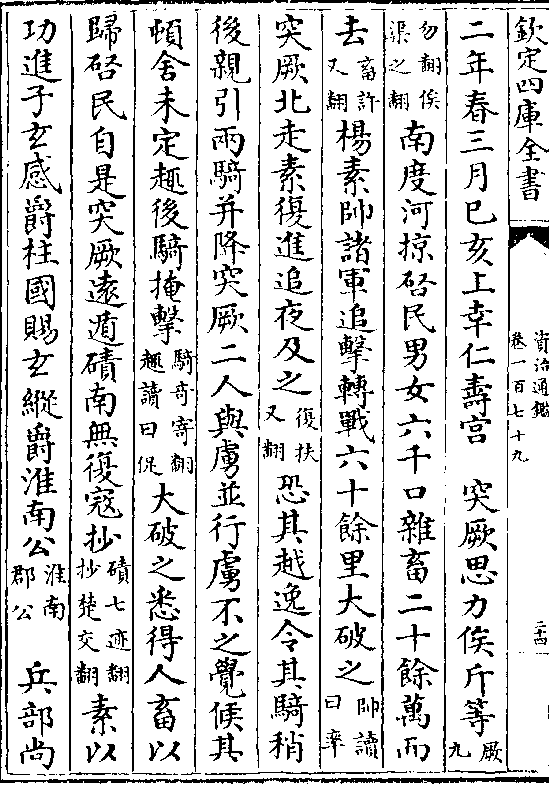 欽定四庫全書
資治通鑑
卷一百七十九
二十四
二年春三月已亥上幸仁壽宮　突厥思力俟斤等厥九
勿翻俟渠之翻南度河掠啓民男女六千口雜畜二十餘萬而
去畜許又翻楊素帥諸軍追擊轉戰六十餘里大破之帥讀曰率
突厥北走素復進追夜及之復扶又翻恐其越逸令其騎稍
後親引兩騎并降突厥二人與虜並行虜不之覺候其
頓舍未定趣後騎掩擊騎奇寄翻趣讀曰促大破之悉得人畜以
歸啓民自是突厥遠遁磧南無復寇抄磧七迹翻抄楚交翻素以
功進子玄感爵柱國賜玄縱爵淮南公淮南郡公　兵部尚